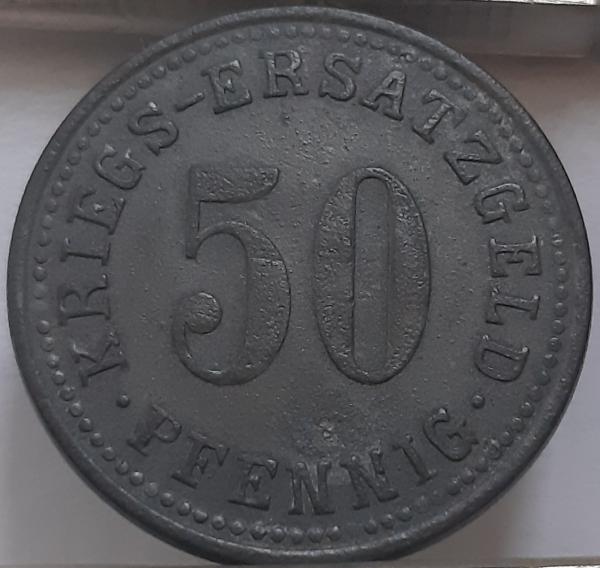 KRIEGS-ERSATZGELD
50
· PFENNIG ·